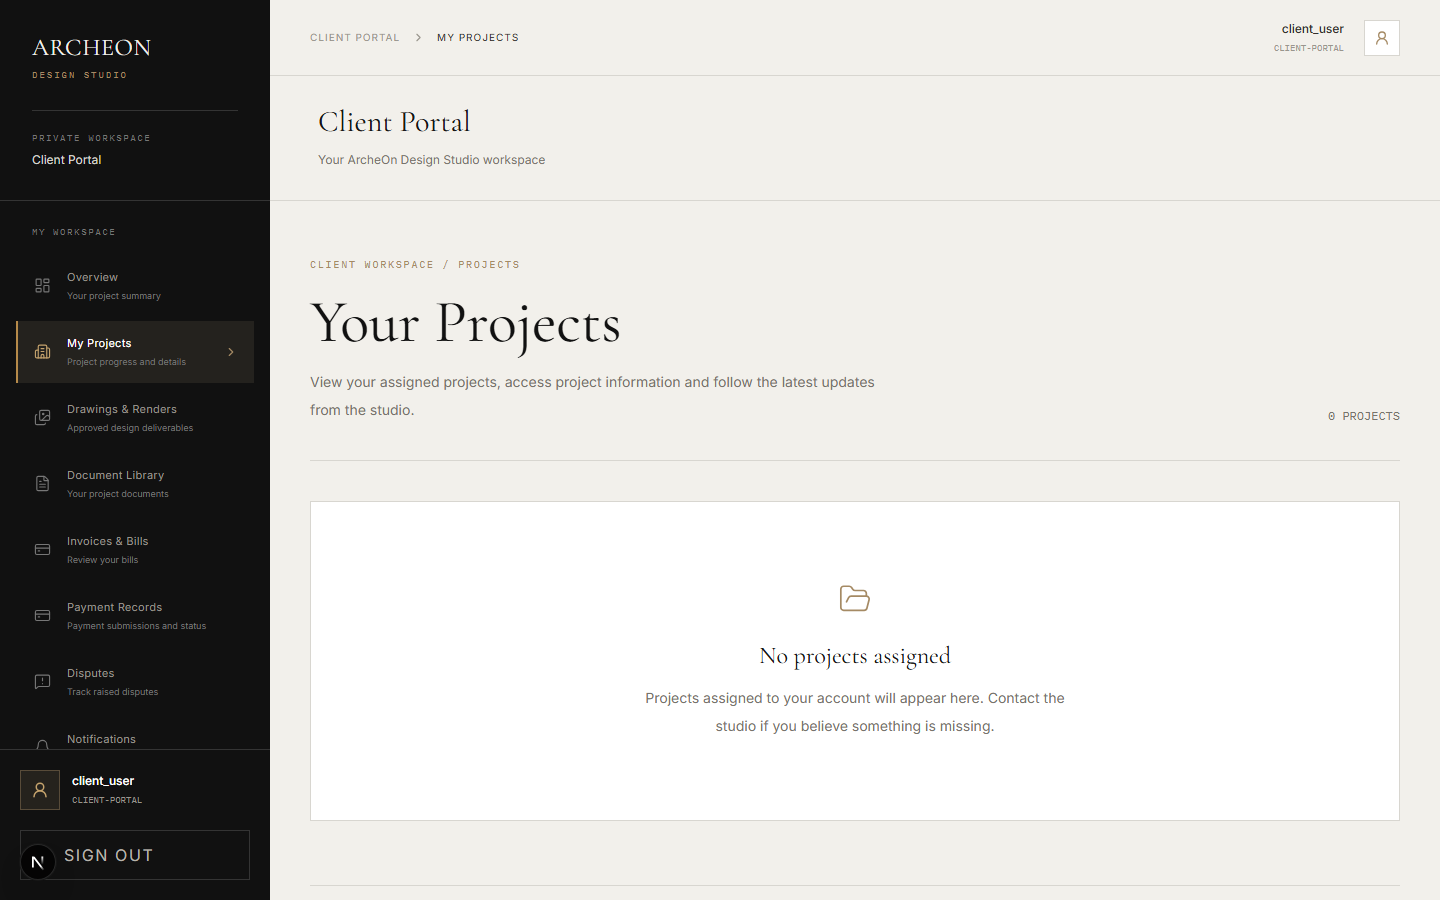 ARCHEON
DESIGN STUDIO
PRIVATE WORKSPACE
Client Portal
MY WORKSPACE
Overview
Your project summary
My Projects
Project progress and details
Drawings & Renders
Approved design deliverables
Document Library
Your project documents
Invoices & Bills
Review your bills
Payment Records
Payment submissions and status
Disputes
Track raised disputes
Notifications
client_user
CLIENT-PORTAL
SIGN OUT
N
CLIENT PORTAL > MY PROJECTS
client_user
CLIENT-PORTAL
Client Portal
Your ArcheOn Design Studio workspace
CLIENT WORKSPACE / PROJECTS
Your Projects
View your assigned projects, access project information and follow the latest updates
from the studio.
0 PROJECTS
No projects assigned
Projects assigned to your account will appear here. Contact the
studio if you believe something is missing.